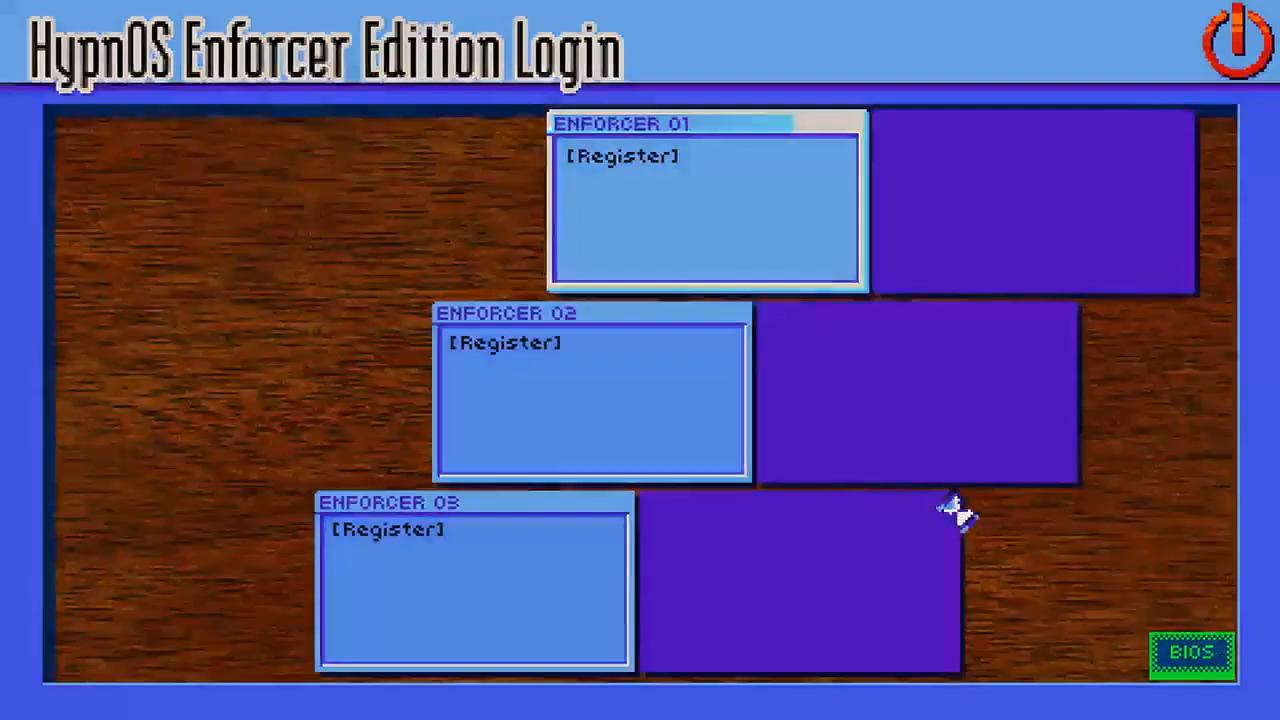 HypnOS Enforcer Edition Login
ENFORCER 01
[Register]
ENFORCER 02
[Register]
ENFORCER 03
[Register]
BIOS